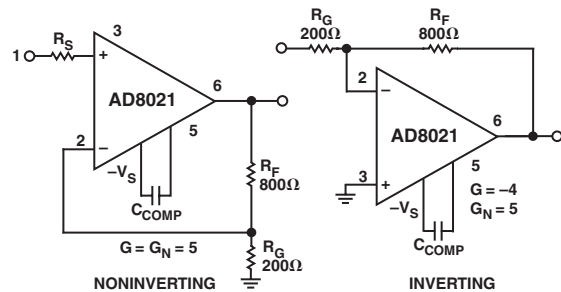 1
R_S
3
+
AD8021
6
2
−
5
–V_S
C_COMP
R_F
800Ω
G = G_N = 5
R_G
200Ω
NONINVERTING
R_G
200Ω
R_F
800Ω
2
−
AD8021
6
5
3
+
–V_S
C_COMP
G = –4
G_N = 5
INVERTING